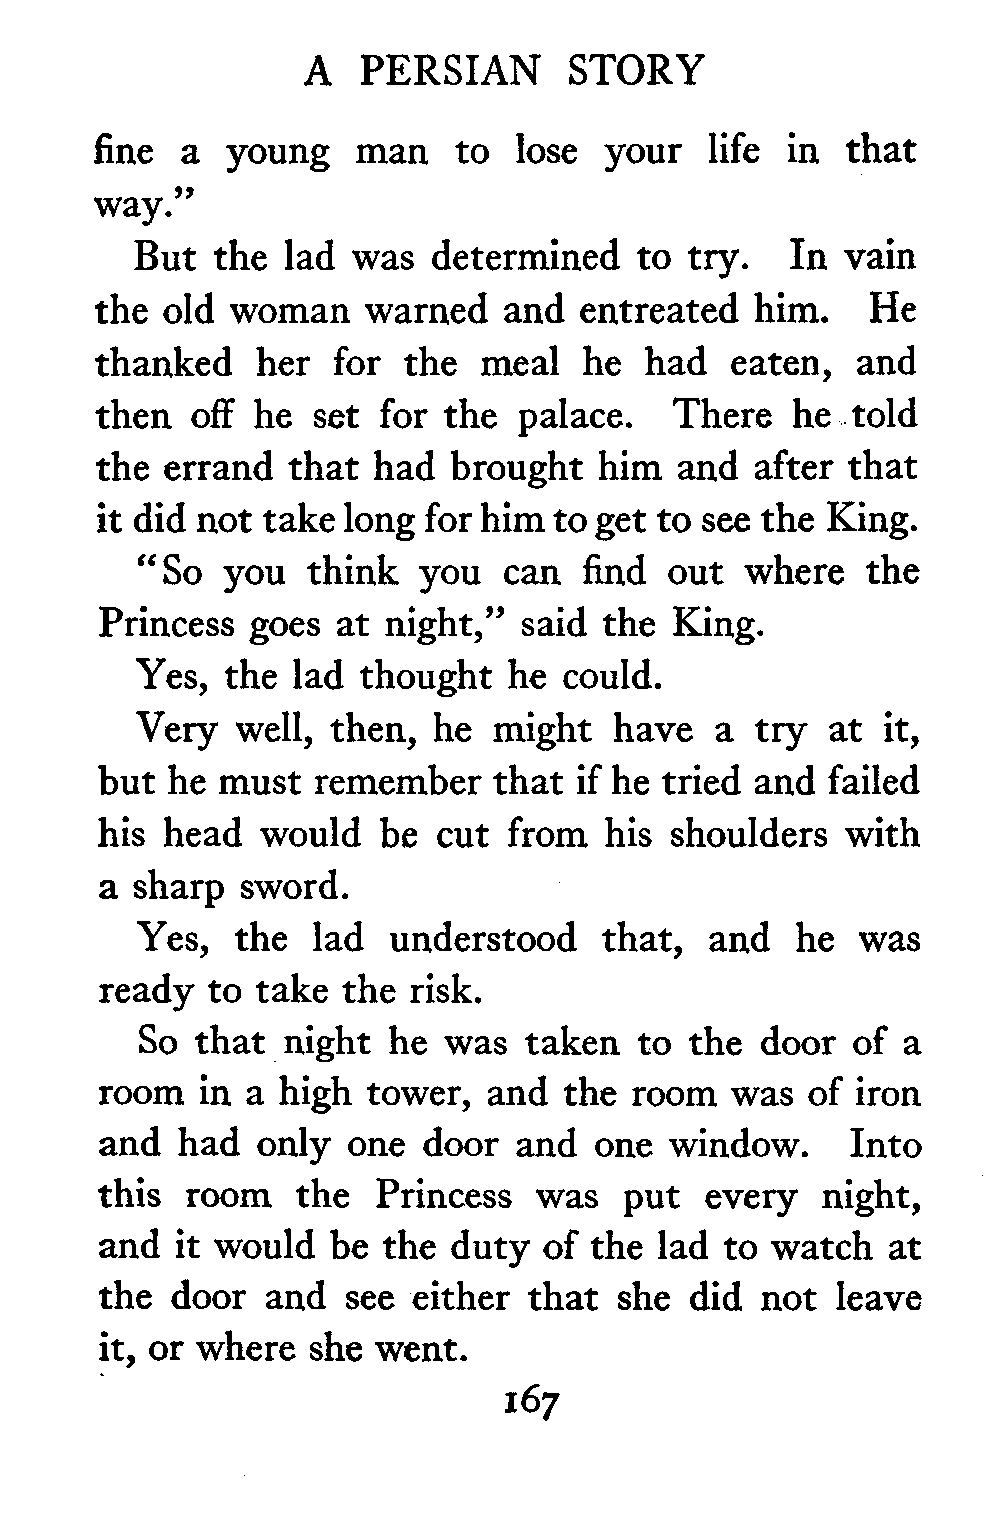 A PERSIAN STORY
fine a young man to lose your life in that
way.”
But the lad was determined to try. In vain
the old woman warned and entreated him. He
thanked her for the meal he had eaten, and
then off he set for the palace. There he told
the errand that had brought him and after that
it did not take long for him to get to see the King.
“So you think you can find out where the
Princess goes at night,” said the King.
Yes, the lad thought he could.
Very well, then, he might have a try at it,
but he must remember that if he tried and failed
his head would be cut from his shoulders with
a sharp sword.
Yes, the lad understood that, and he was
ready to take the risk.
So that night he was taken to the door of a
room in a high tower, and the room was of iron
and had only one door and one window. Into
this room the Princess was put every night,
and it would be the duty of the lad to watch at
the door and see either that she did not leave
it, or where she went.
167